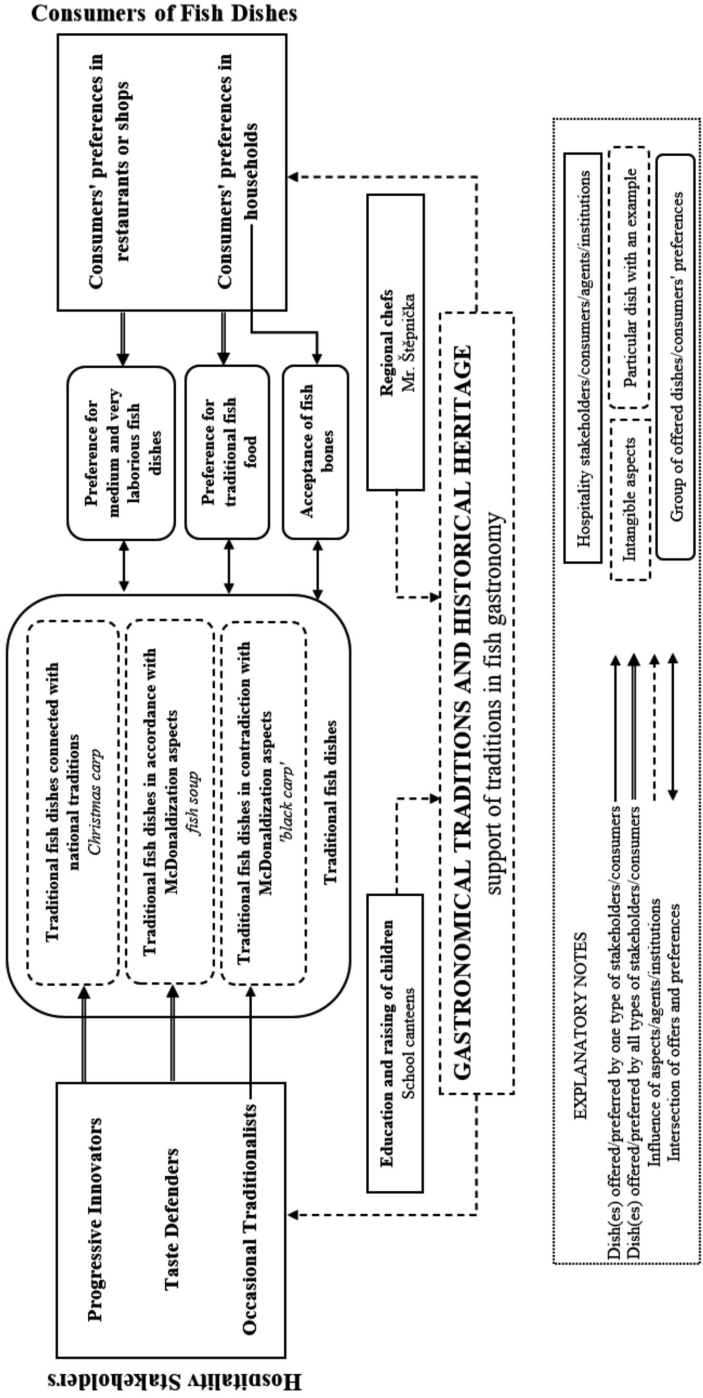 Hospitality Stakeholders
Progressive Innovators
Taste Defenders
Occasional Traditionalists
Traditional fish dishes connected with
national traditions
Christmas carp
Traditional fish dishes in accordance with
McDonaldization aspects
fish soup
Traditional fish dishes in contradiction with
McDonaldization aspects
'black carp'
Traditional fish dishes
Preference for
medium and very
laborious fish
dishes
Preference for
traditional fish
food
Acceptance of fish
bones
Consumers of Fish Dishes
Consumers' preferences in
restaurants or shops
Consumers' preferences in
households
Education and raising of children
School canteens
Regional chefs
Mr. Štěpnička
GASTRONOMICAL TRADITIONS AND HISTORICAL HERITAGE
support of traditions in fish gastronomy
EXPLANATORY NOTES
Dish(es) offered/preferred by one type of stakeholders/consumers
Dish(es) offered/preferred by all types of stakeholders/consumers
Influence of aspects/agents/institutions
Intersection of offers and preferences
Hospitality stakeholders/consumers/agents/institutions
Intangible aspects
Particular dish with an example
Group of offered dishes/consumers' preferences